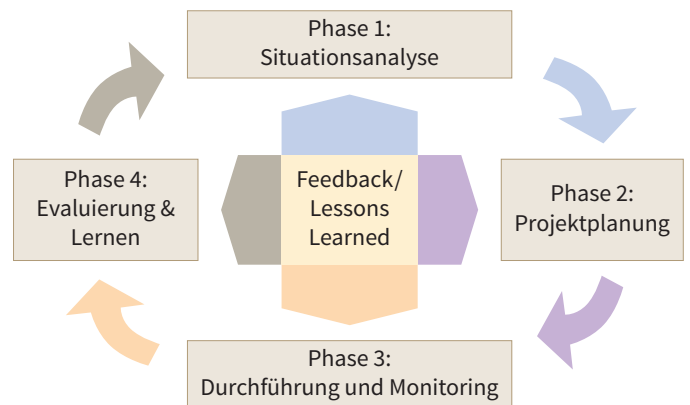 Phase 1:
Situationsanalyse
Phase 4:
Evaluierung &
Lernen
Feedback/
Lessons
Learned
Phase 2:
Projektplanung
Phase 3:
Durchführung und Monitoring